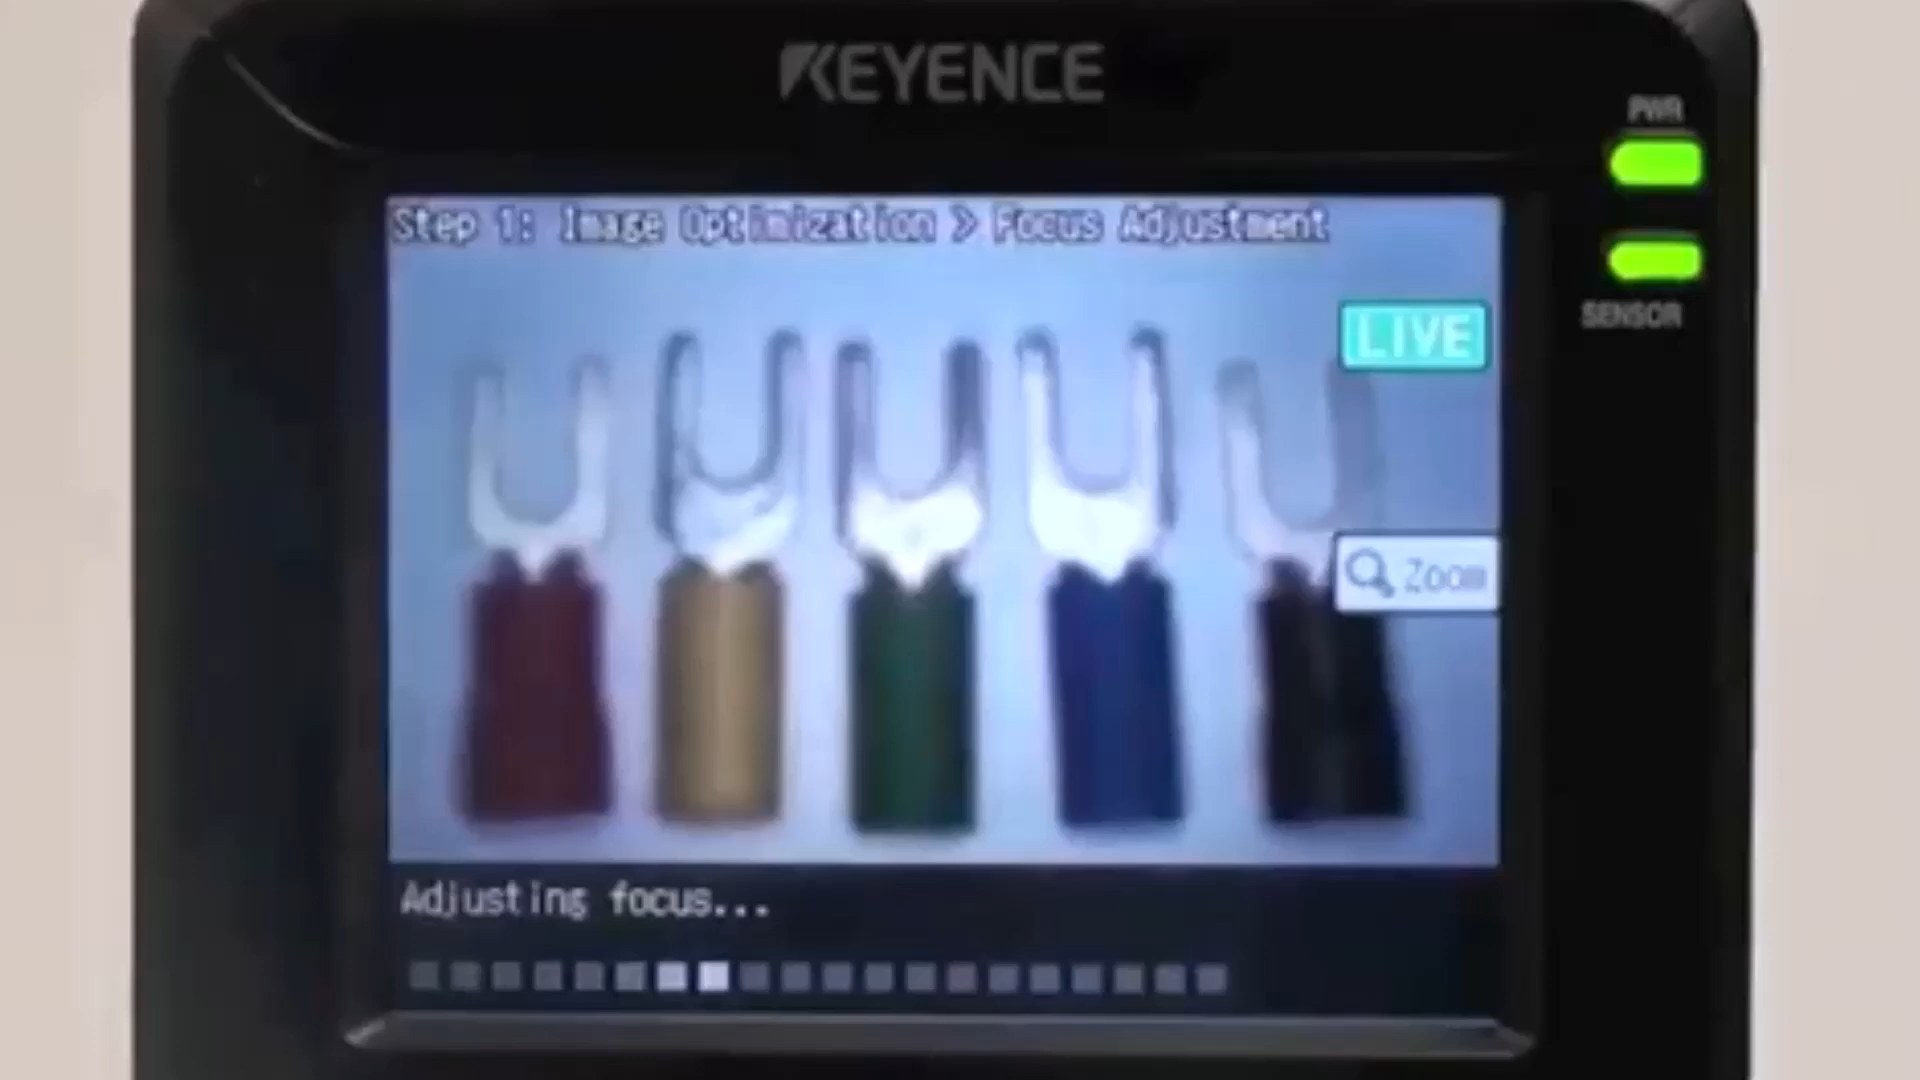 KEYENCE
PWR
Step 1: Image Optimization > Focus Adjustment
SENSOR
LIVE
Zoom
Adjusting focus...